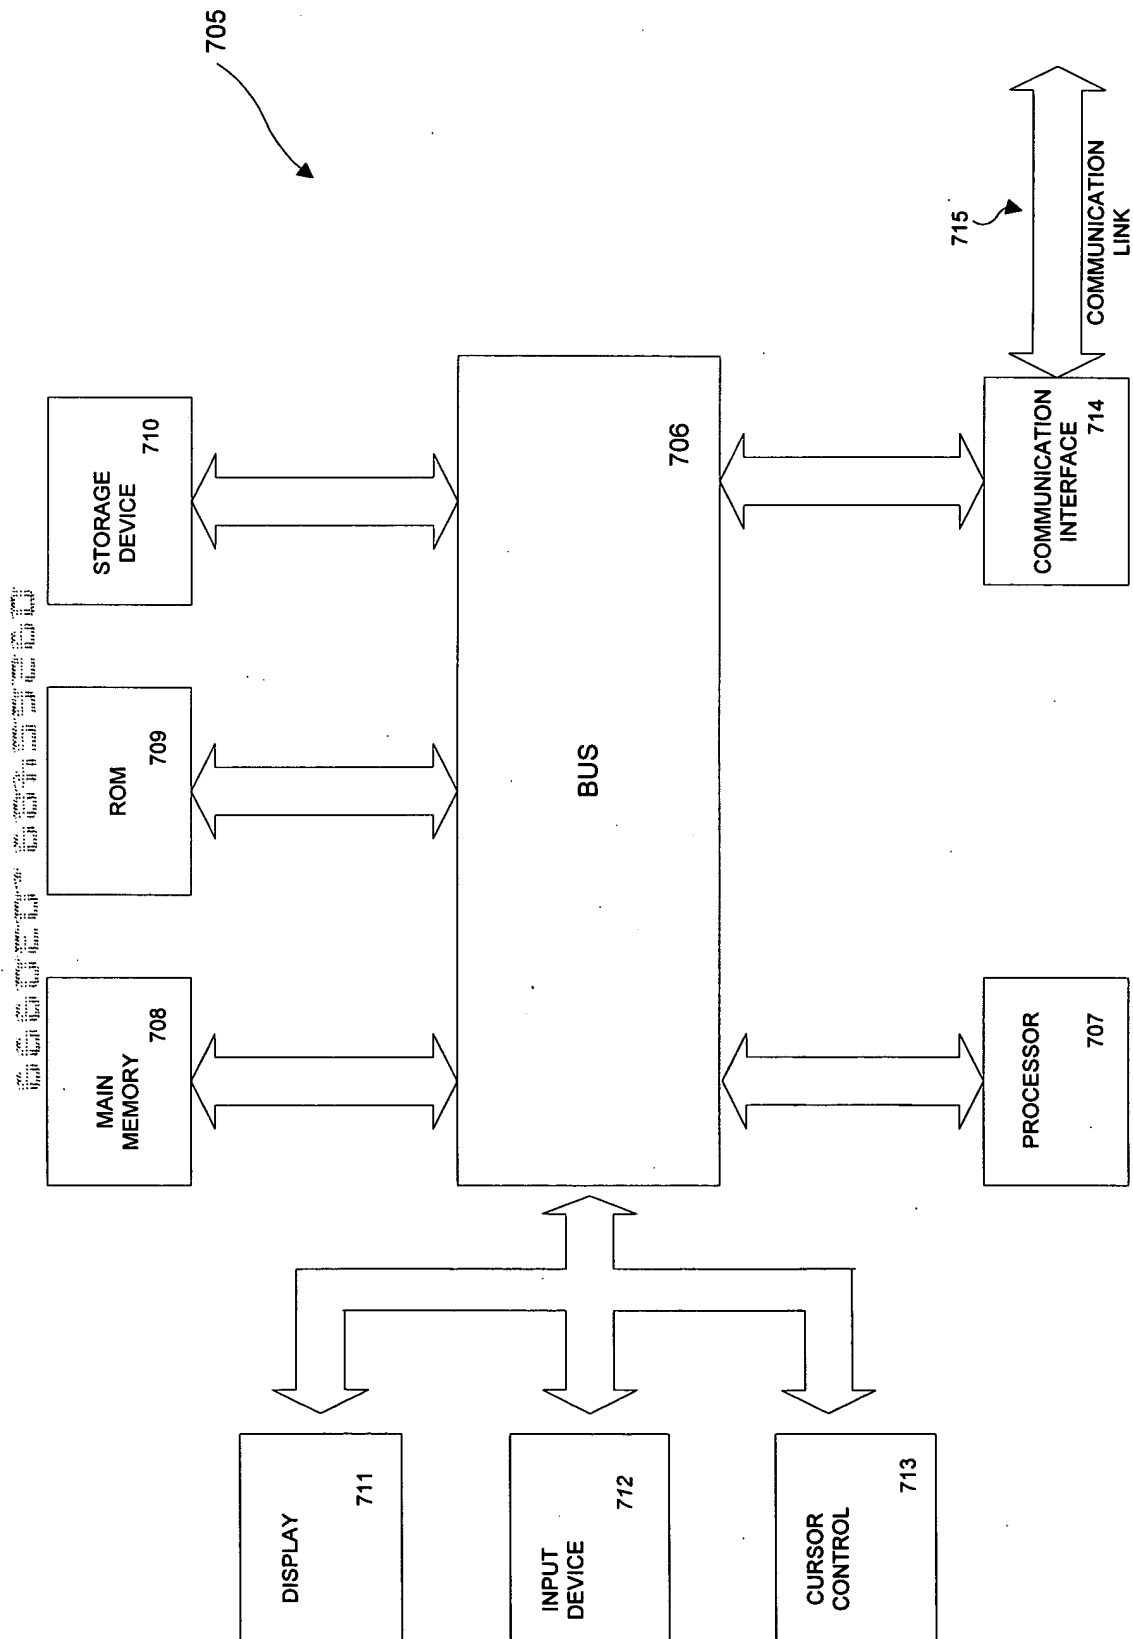 705
MAIN
MEMORY
708
ROM
709
STORAGE
DEVICE
710
DISPLAY
711
INPUT
DEVICE
712
CURSOR
CONTROL
713
BUS
706
PROCESSOR
707
COMMUNICATION
INTERFACE
714
715
COMMUNICATION
LINK